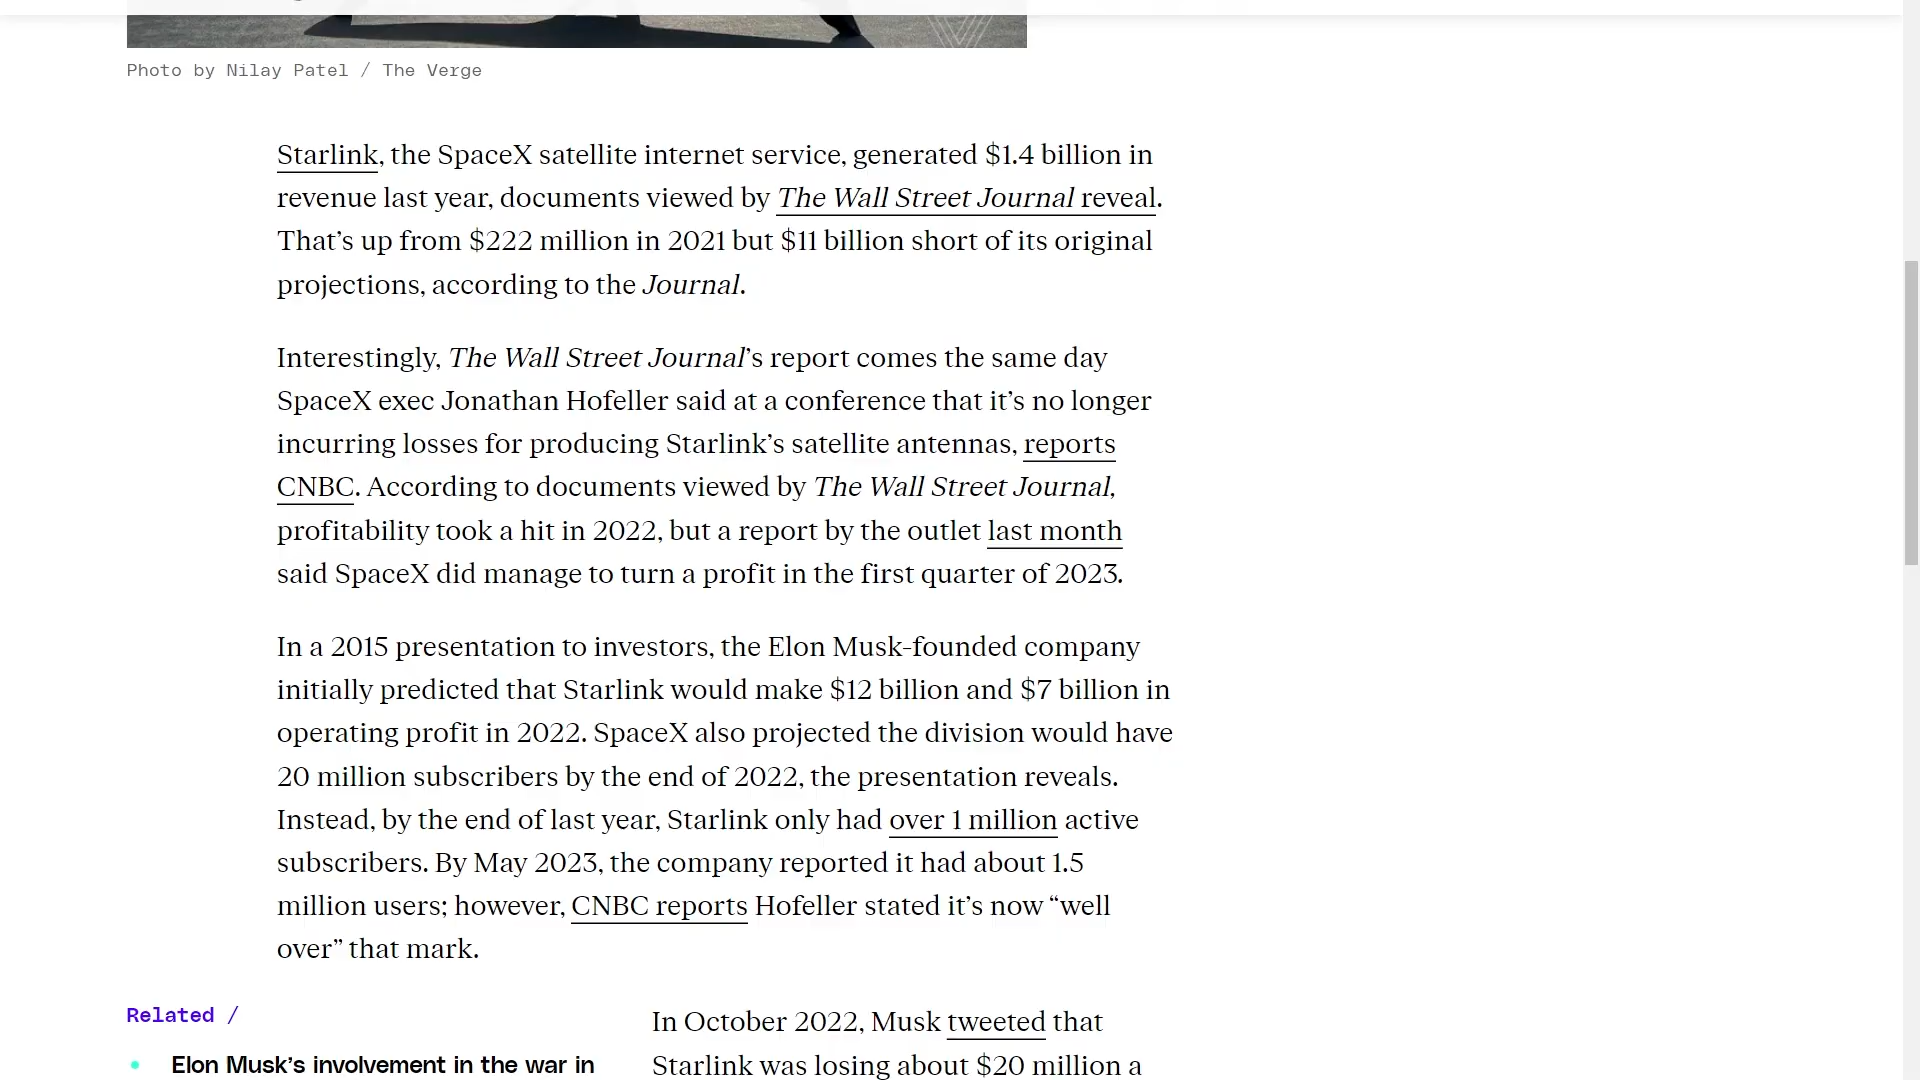 Photo by Nilay Patel / The Verge
Starlink, the SpaceX satellite internet service, generated $1.4 billion in
revenue last year, documents viewed by The Wall Street Journal reveal.
That’s up from $222 million in 2021 but $11 billion short of its original
projections, according to the Journal.
Interestingly, The Wall Street Journal’s report comes the same day
SpaceX exec Jonathan Hofeller said at a conference that it’s no longer
incurring losses for producing Starlink’s satellite antennas, reports
CNBC. According to documents viewed by The Wall Street Journal,
profitability took a hit in 2022, but a report by the outlet last month
said SpaceX did manage to turn a profit in the first quarter of 2023.
In a 2015 presentation to investors, the Elon Musk-founded company
initially predicted that Starlink would make $12 billion and $7 billion in
operating profit in 2022. SpaceX also projected the division would have
20 million subscribers by the end of 2022, the presentation reveals.
Instead, by the end of last year, Starlink only had over 1 million active
subscribers. By May 2023, the company reported it had about 1.5
million users; however, CNBC reports Hofeller stated it’s now “well
over” that mark.
Related /
Elon Musk’s involvement in the war in
In October 2022, Musk tweeted that
Starlink was losing about $20 million a